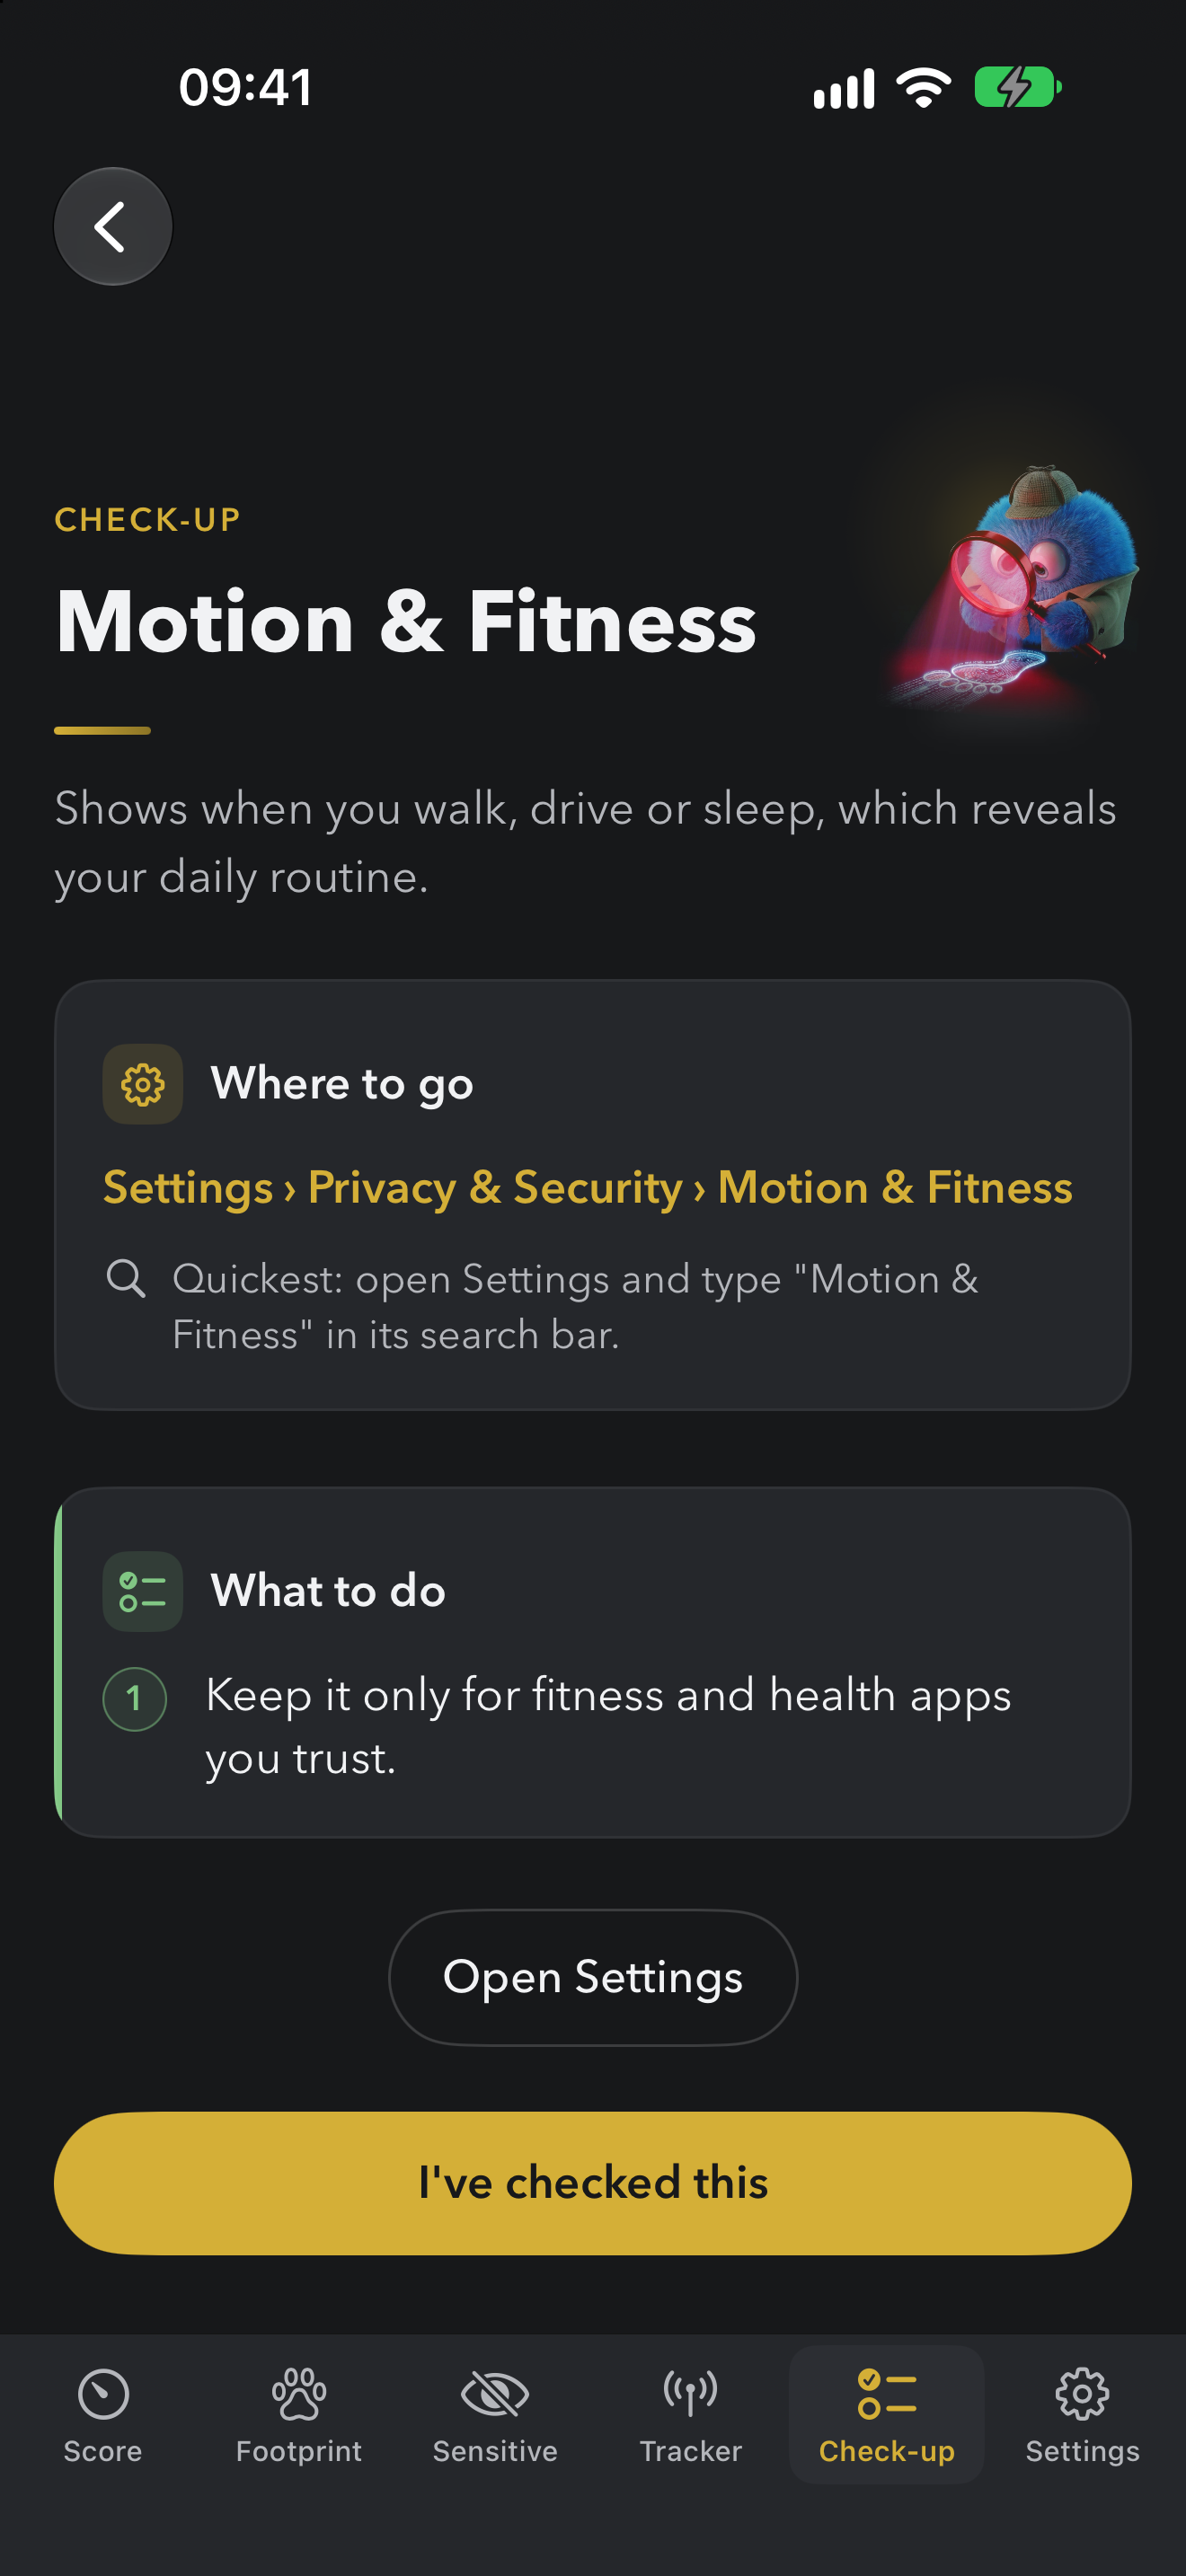 09:41
CHECK-UP
Motion & Fitness
Shows when you walk, drive or sleep, which reveals
your daily routine.
Where to go
Settings › Privacy & Security › Motion & Fitness
Quickest: open Settings and type "Motion &
Fitness" in its search bar.
What to do
1 Keep it only for fitness and health apps
you trust.
Open Settings
I've checked this
Score Footprint Sensitive Tracker Check-up Settings